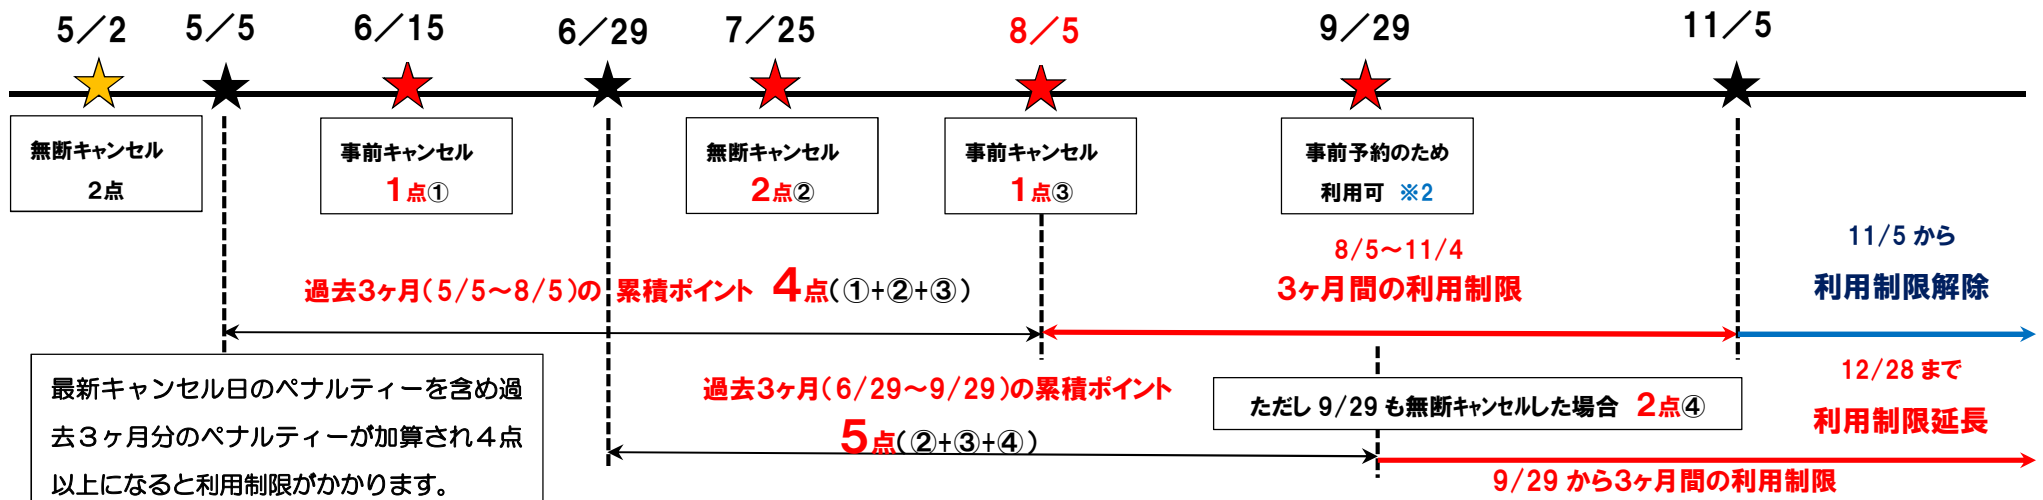 5／2
5／5
6／15
6／29
7／25
8／5
9／29
11／5
無断キャンセル
2点
事前キャンセル
1点①
無断キャンセル
2点②
事前キャンセル
1点③
事前予約のため
利用可 ※2
過去3ヶ月(5/5～8/5)の 累積ポイント 4点(①+②+③)
8/5～11/4
3ヶ月間の利用制限
11/5 から
利用制限解除
最新キャンセル日のペナルティーを含め過
去３ヶ月分のペナルティーが加算され４点
以上になると利用制限がかかります。
過去3ヶ月(6/29～9/29)の累積ポイント
5点(②+③+④)
ただし 9/29 も無断キャンセルした場合 2点④
12/28 まで
利用制限延長
9/29 から3ヶ月間の利用制限